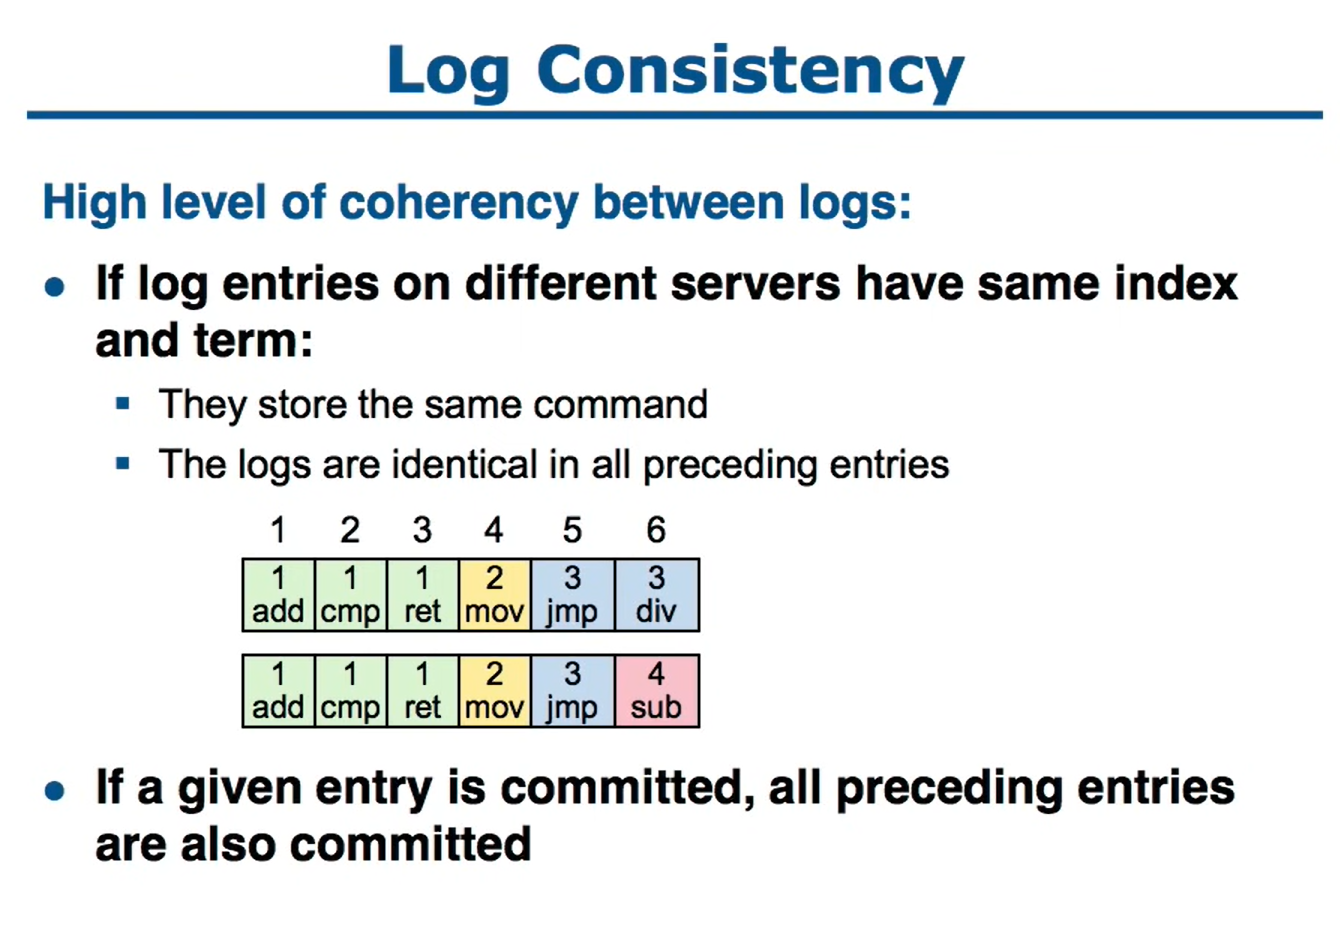 Log Consistency
High level of coherency between logs:
• If log entries on different servers have same index
and term:
▪ They store the same command
▪ The logs are identical in all preceding entries
1 2 3 4 5 6
1 1 1 2 3 3
add cmp ret mov jmp div
1 1 1 2 3 4
add cmp ret mov jmp sub
• If a given entry is committed, all preceding entries
are also committed